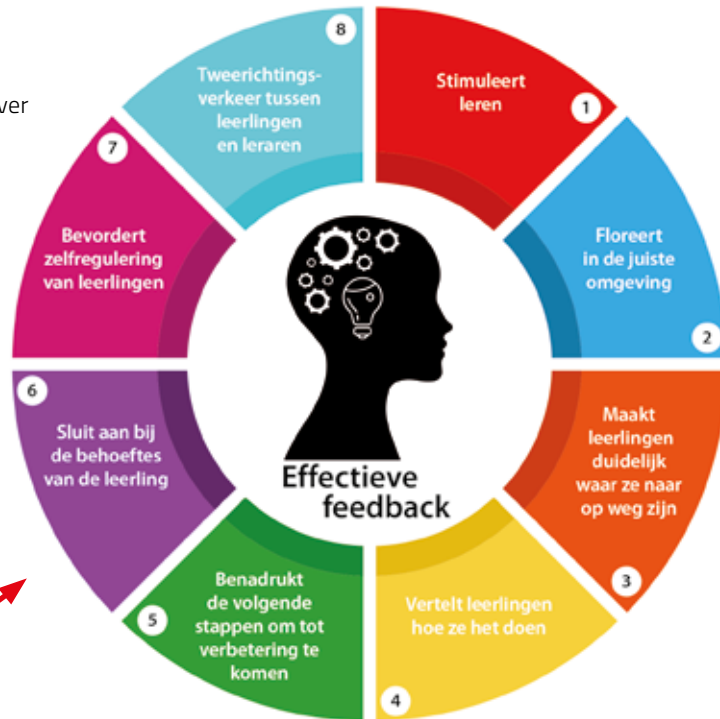 ver
8
Tweerichtings-
verkeer tussen
leerlingen
en leraren
Stimuleert
leren
1
7
Bevordert
zelfregulering
van leerlingen
Floreert
in de juiste
omgeving
2
6
Sluit aan bij
de behoeftes
van de leerling
Effectieve
feedback
Maakt
leerlingen
duidelijk
waar ze naar
op weg zijn
3
Benadrukt
de volgende
stappen om tot
verbetering te
komen
5
Vertelt leerlingen
hoe ze het doen
4